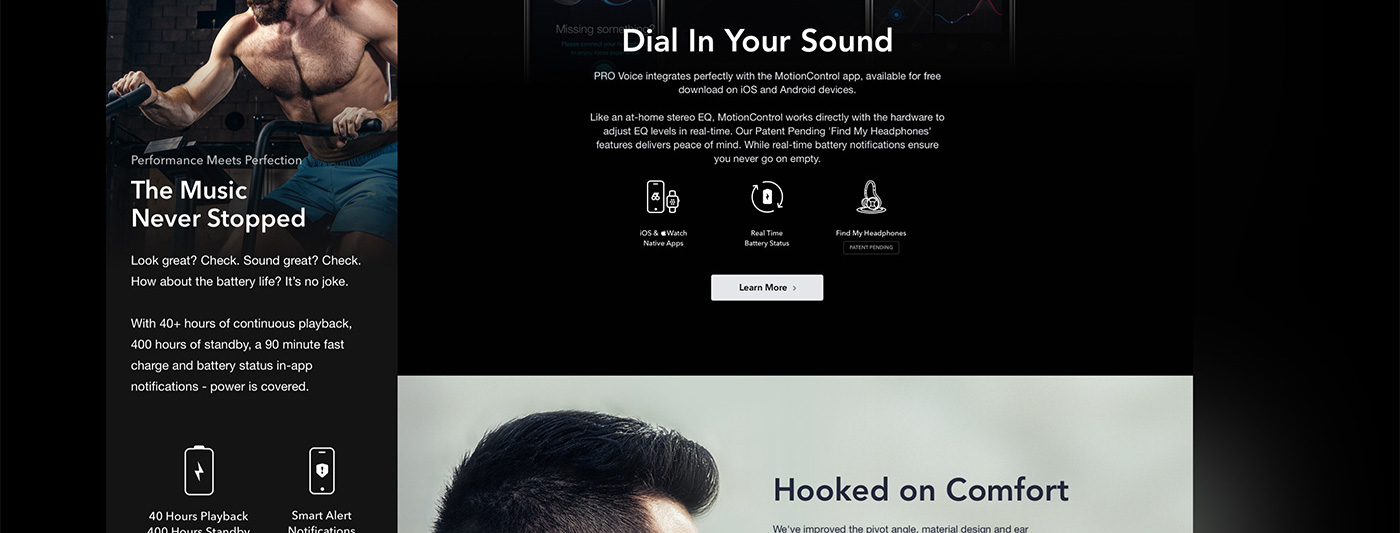 Performance Meets Perfection
The Music
Never Stopped
Look great? Check. Sound great? Check.
How about the battery life? It's no joke.
With 40+ hours of continuous playback,
400 hours of standby, a 90 minute fast
charge and battery status in-app
notifications - power is covered.
40 Hours Playback
400 Hours Standby
Smart Alert
Notifications
Missing something?
Dial In Your Sound
PRO Voice integrates perfectly with the MotionControl app, available for free
download on iOS and Android devices.
Like an at-home stereo EQ, MotionControl works directly with the hardware to
adjust EQ levels in real-time. Our Patent Pending 'Find My Headphones'
features delivers peace of mind. While real-time battery notifications ensure
you never go on empty.
iOS & Watch
Native Apps
Real Time
Battery Status
Find My Headphones
PATENT PENDING
Learn More >
Hooked on Comfort
We've improved the pivot angle, material design and ear